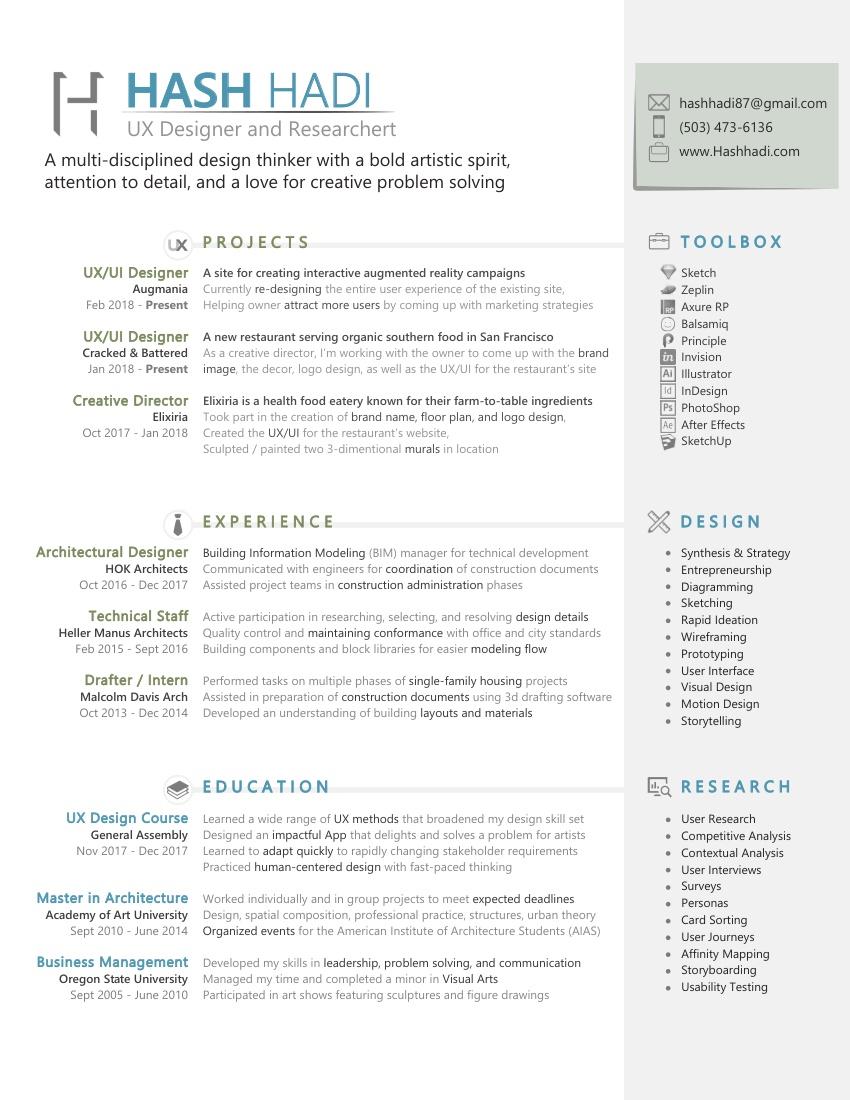 HASH HADI
UX Designer and Researchert
A multi-disciplined design thinker with a bold artistic spirit,
attention to detail, and a love for creative problem solving
hashhadi87@gmail.com
(503) 473-6136
www.Hashhadi.com
UX PROJECTS
UX/UI Designer
Augmania
Feb 2018 - Present
A site for creating interactive augmented reality campaigns
Currently re-designing the entire user experience of the existing site,
Helping owner attract more users by coming up with marketing strategies
UX/UI Designer
Cracked & Battered
Jan 2018 - Present
A new restaurant serving organic southern food in San Francisco
As a creative director, I'm working with the owner to come up with the brand
image, the decor, logo design, as well as the UX/UI for the restaurant's site
Creative Director
Elixiria
Oct 2017 - Jan 2018
Elixiria is a health food eatery known for their farm-to-table ingredients
Took part in the creation of brand name, floor plan, and logo design,
Created the UX/UI for the restaurant's website,
Sculpted / painted two 3-dimentional murals in location
EXPERIENCE
Architectural Designer
HOK Architects
Oct 2016 - Dec 2017
Building Information Modeling (BIM) manager for technical development
Communicated with engineers for coordination of construction documents
Assisted project teams in construction administration phases
Technical Staff
Heller Manus Architects
Feb 2015 - Sept 2016
Active participation in researching, selecting, and resolving design details
Quality control and maintaining conformance with office and city standards
Building components and block libraries for easier modeling flow
Drafter / Intern
Malcolm Davis Arch
Oct 2013 - Dec 2014
Performed tasks on multiple phases of single-family housing projects
Assisted in preparation of construction documents using 3d drafting software
Developed an understanding of building layouts and materials
EDUCATION
UX Design Course
General Assembly
Nov 2017 - Dec 2017
Learned a wide range of UX methods that broadened my design skill set
Designed an impactful App that delights and solves a problem for artists
Learned to adapt quickly to rapidly changing stakeholder requirements
Practiced human-centered design with fast-paced thinking
Master in Architecture
Academy of Art University
Sept 2010 - June 2014
Worked individually and in group projects to meet expected deadlines
Design, spatial composition, professional practice, structures, urban theory
Organized events for the American Institute of Architecture Students (AIAS)
Business Management
Oregon State University
Sept 2005 - June 2010
Developed my skills in leadership, problem solving, and communication
Managed my time and completed a minor in Visual Arts
Participated in art shows featuring sculptures and figure drawings
TOOLBOX
Sketch
Zeplin
RP Axure RP
Balsamiq
Principle
in Invision
Ai Illustrator
Id InDesign
Ps PhotoShop
Ae After Effects
SketchUp
DESIGN
Synthesis & Strategy
Entrepreneurship
Diagramming
Sketching
Rapid Ideation
Wireframing
Prototyping
User Interface
Visual Design
Motion Design
Storytelling
RESEARCH
User Research
Competitive Analysis
Contextual Analysis
User Interviews
Surveys
Personas
Card Sorting
User Journeys
Affinity Mapping
Storyboarding
Usability Testing